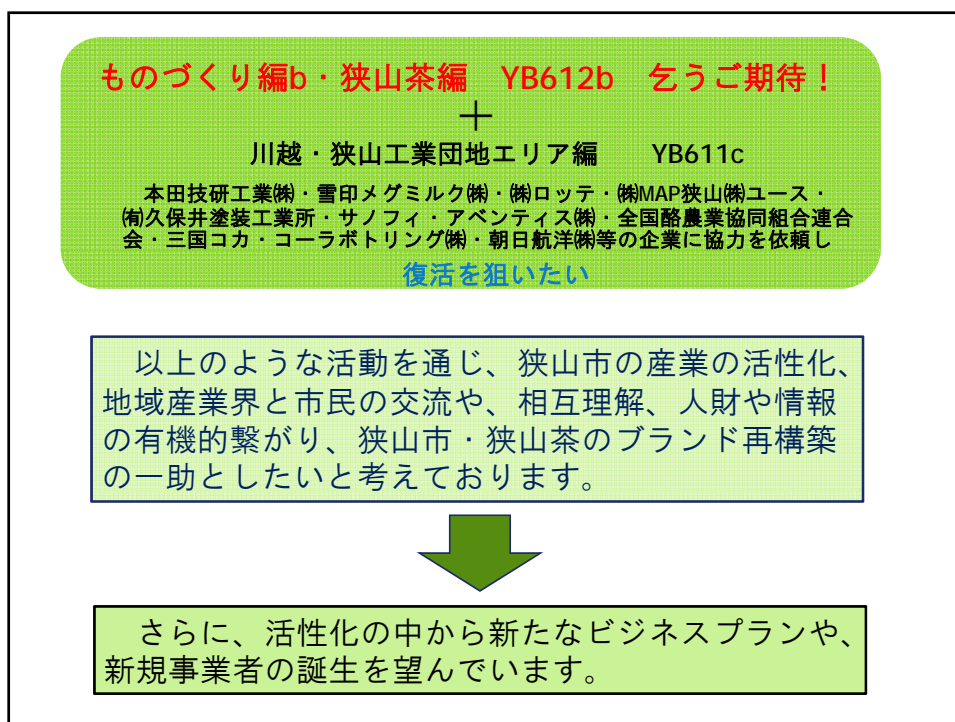 ものづくり編b・狭山茶編　YB612b　乞うご期待！
＋
川越・狭山工業団地エリア編　　YB611c
本田技研工業㈱・雪印メグミルク㈱・㈱ロッテ・㈱MAP狭山㈱ユース・
㈲久保井塗装工業所・サノフィ・アベンティス㈱・全国酪農業協同組合連合
会・三国コカ・コーラボトリング㈱・朝日航洋㈱等の企業に協力を依頼し
復活を狙いたい
以上のような活動を通じ、狭山市の産業の活性化、
地域産業界と市民の交流や、相互理解、人財や情報
の有機的繋がり、狭山市・狭山茶のブランド再構築
の一助としたいと考えております。
さらに、活性化の中から新たなビジネスプランや、
新規事業者の誕生を望んでいます。